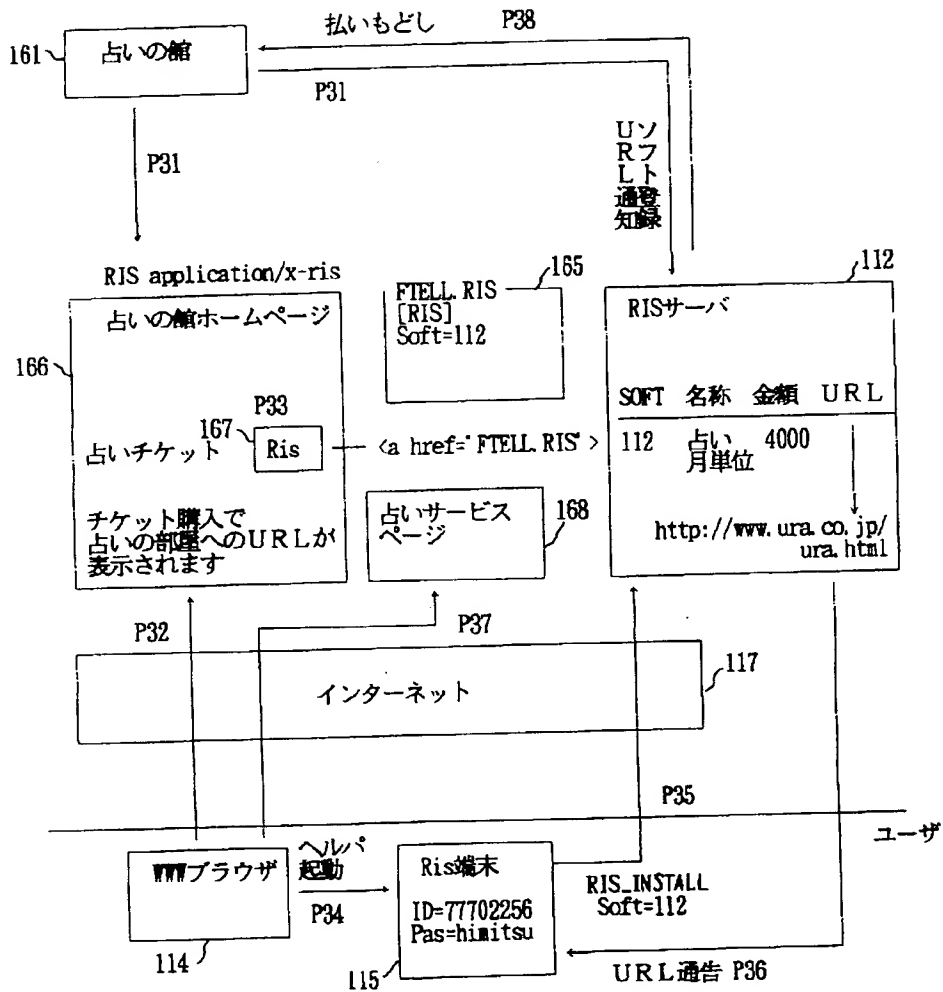 払いもどし P38
161
占いの館
P31
P31
ソフト登録
URL通知
RIS application/x-ris
165
112
166
占いの館ホームページ
FTELL.RIS
[RIS]
Soft=112
RISサーバ
P33
167
占いチケット
Ris
<a href="FTELL.RIS">
SOFT 名称 金額 URL
112 占い 4000
月単位
チケット購入で
占いの部屋へのURLが
表示されます
占いサービス
ページ
168
http://www.ura.co.jp/
ura.html
P32
P37
インターネット
117
P35
ユーザ
WWWブラウザ
ヘルパ
起動
P34
Ris端末
ID=77702256
Pas=himitsu
RIS_INSTALL
Soft=112
114
115
URL通告 P36